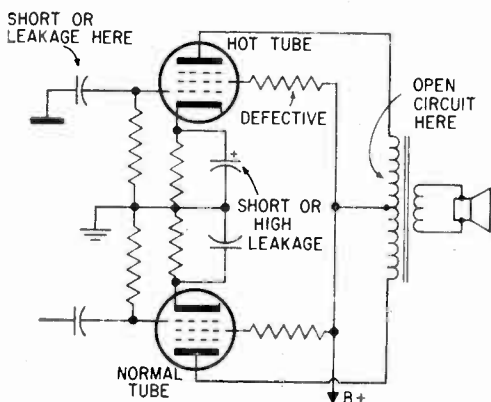 SHORT OR
LEAKAGE HERE
HOT TUBE
DEFECTIVE
OPEN
CIRCUIT
HERE
+
SHORT OR
HIGH
LEAKAGE
NORMAL
TUBE
B+